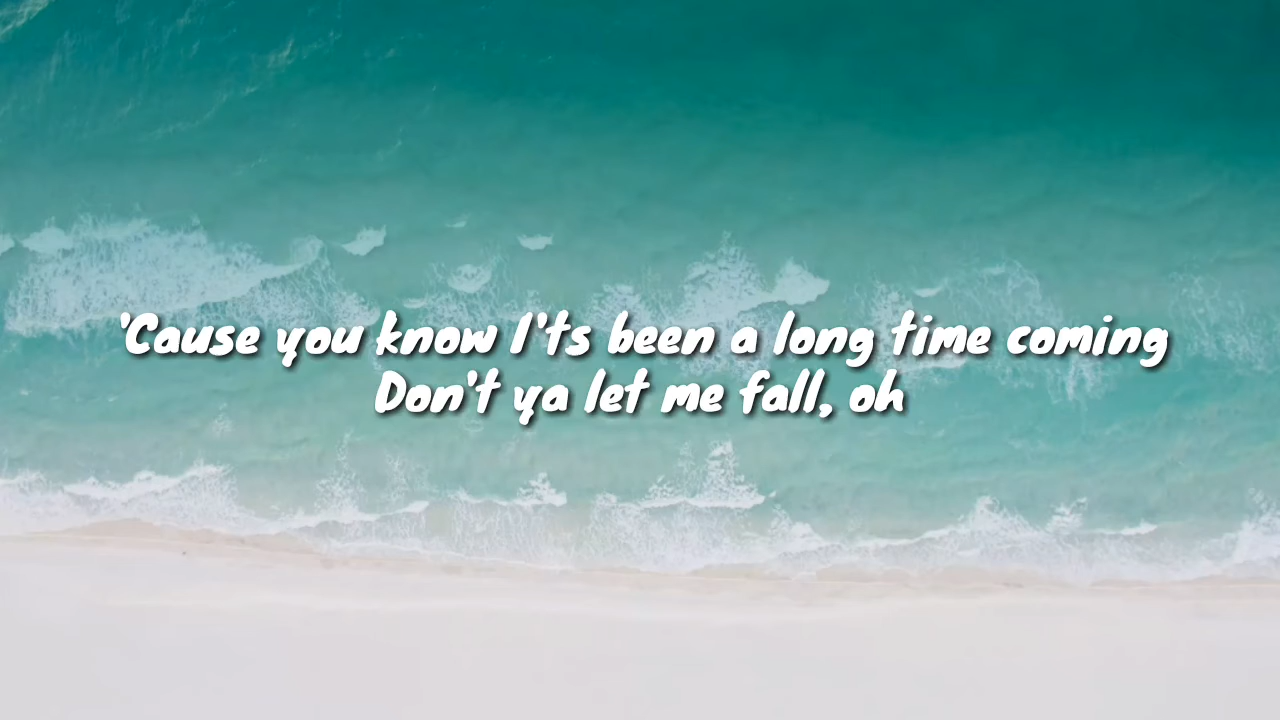 'Cause you know I'ts been a long time coming
Don't ya let me fall, oh